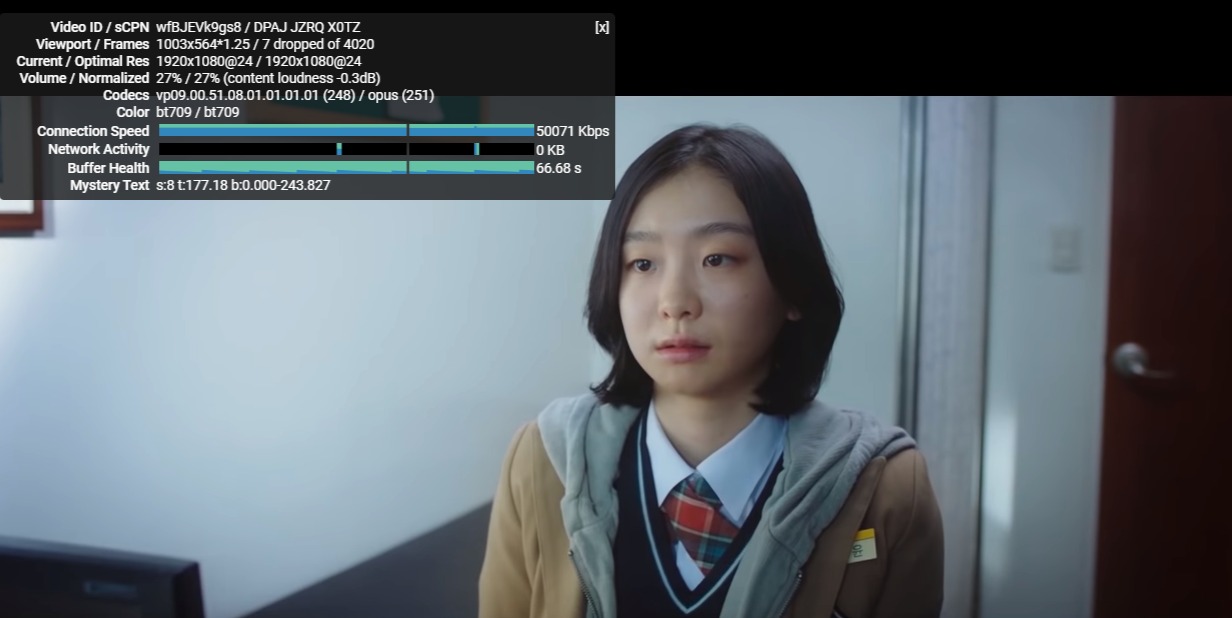 Video ID / sCPN wfBJEVk9gs8 / DPAJ JZRQ X0TZ [x]
Viewport / Frames 1003x564*1.25 / 7 dropped of 4020
Current / Optimal Res 1920x1080@24 / 1920x1080@24
Volume / Normalized 27% / 27% (content loudness -0.3dB)
Codecs vp09.00.51.08.01.01.01.01 (248) / opus (251)
Color bt709 / bt709
Connection Speed 50071 Kbps
Network Activity 0 KB
Buffer Health 66.68 s
Mystery Text s:8 t:177.18 b:0.000-243.827